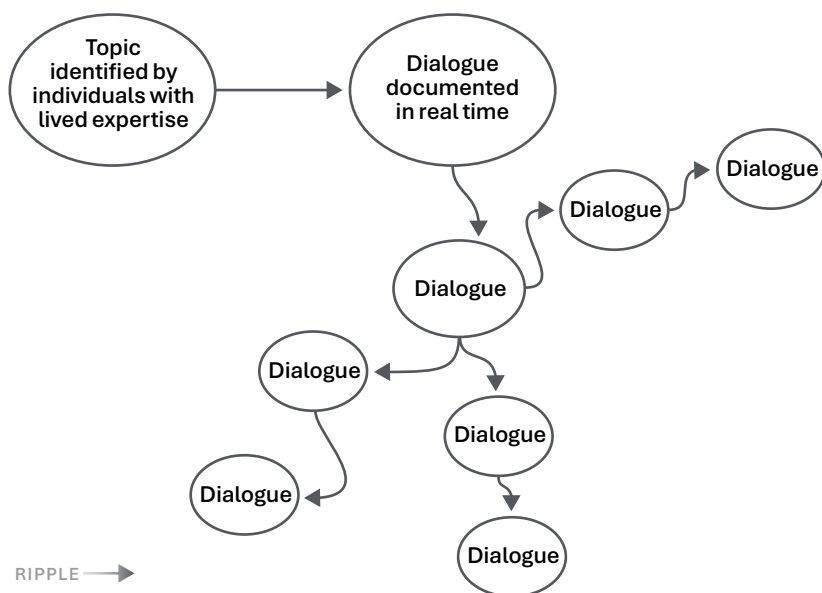 Topic
identified by
individuals with
lived expertise
Dialogue
documented
in real time
Dialogue
Dialogue
Dialogue
Dialogue
Dialogue
Dialogue
Dialogue
RIPPLE